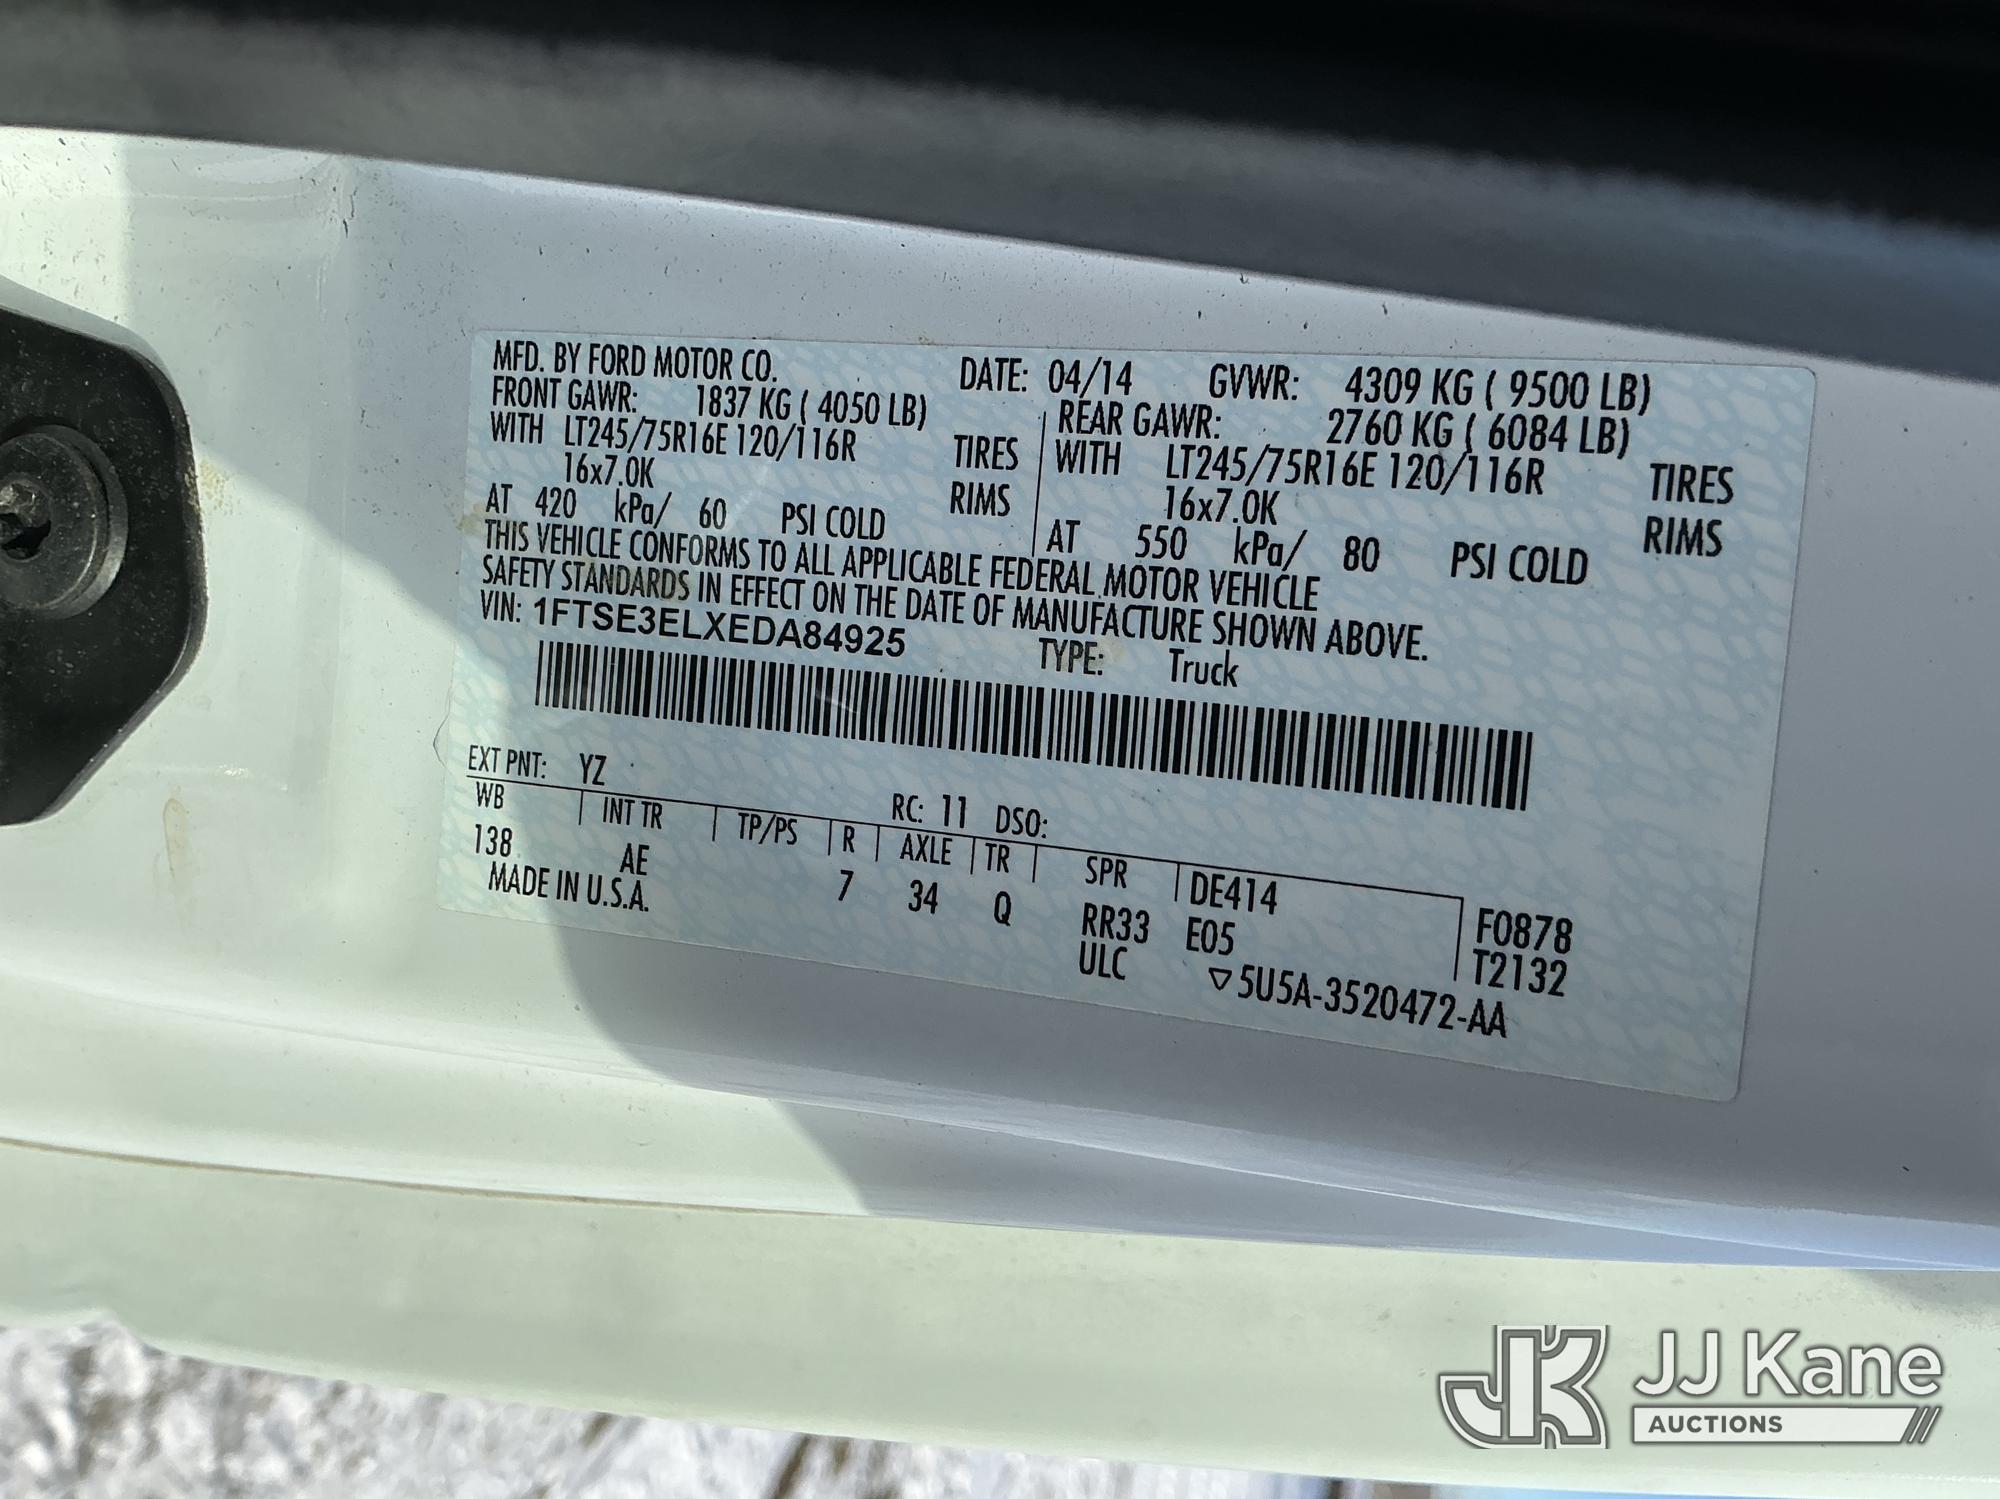 MFD. BY FORD MOTOR CO. DATE: 04/14 GVWR: 4309 KG ( 9500 LB)
FRONT GAWR: 1837 KG ( 4050 LB) REAR GAWR: 2760 KG ( 6084 LB)
WITH LT245/75R16E 120/116R TIRES WITH LT245/75R16E 120/116R TIRES
16x7.0K RIMS 16x7.0K RIMS
AT 420 kPa/ 60 PSI COLD AT 550 kPa/ 80 PSI COLD
THIS VEHICLE CONFORMS TO ALL APPLICABLE FEDERAL MOTOR VEHICLE
SAFETY STANDARDS IN EFFECT ON THE DATE OF MANUFACTURE SHOWN ABOVE.
VIN: 1FTSE3ELXEDA84925 TYPE: Truck
EXT PNT: YZ RC: 11 DSO:
WB INT TR TP/PS R AXLE TR SPR DE414 F0878
138 AE 7 34 Q RR33 E05 T2132
MADE IN U.S.A. ULC ▽5U5A-3520472-AA
JK JJ Kane
AUCTIONS